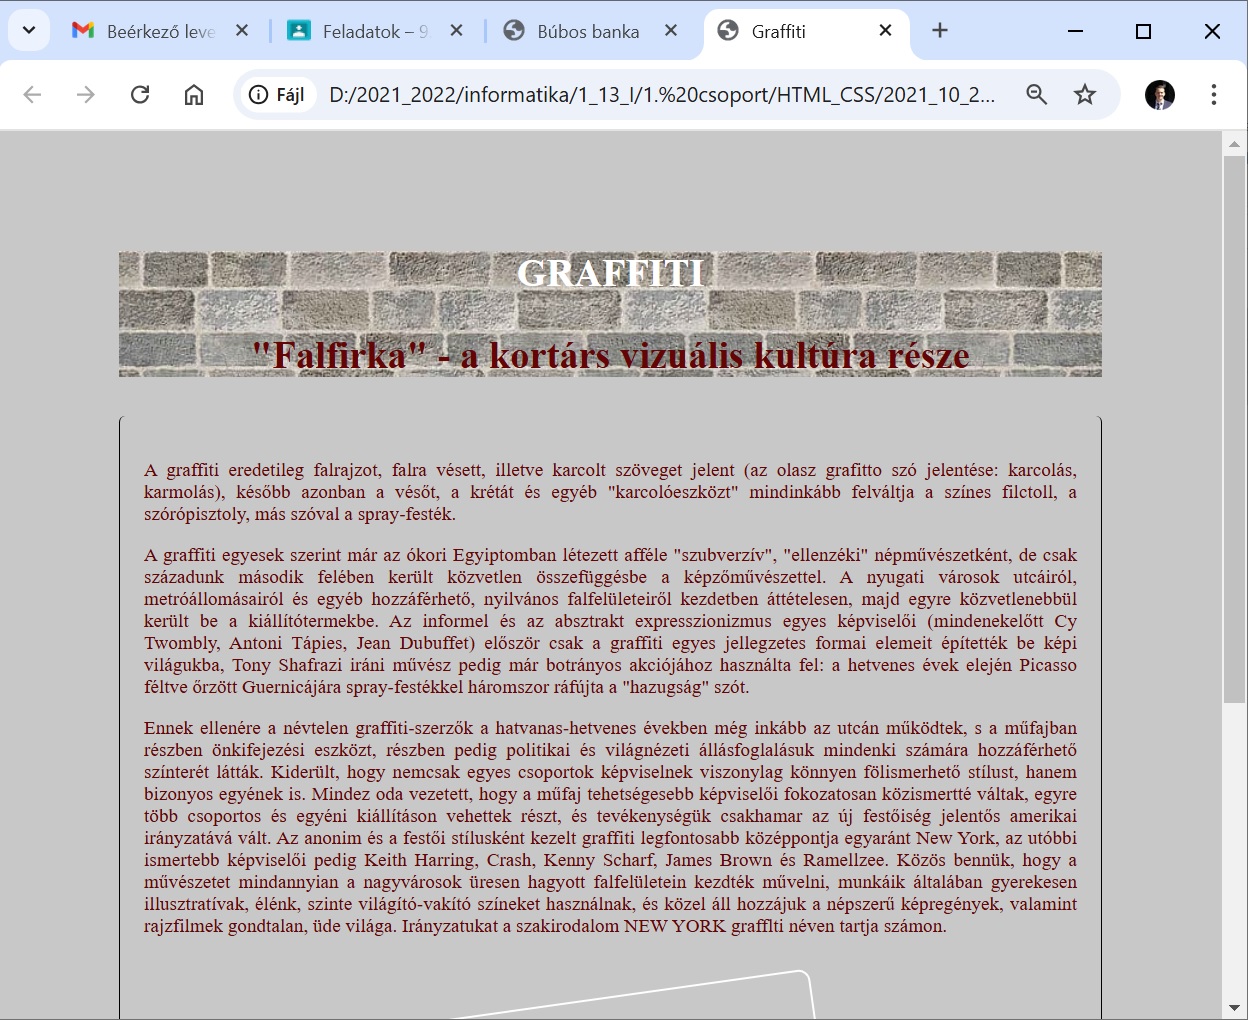 Beérkező leve
Feladatok – 9
Búbos banka
Graffiti
Fájl
D:/2021_2022/informatika/1_13_I/1.%20csoport/HTML_CSS/2021_10_2...
GRAFFITI
"Falfirka" - a kortárs vizuális kultúra része
A graffiti eredetileg falrajzot, falra vésett, illetve karcolt szöveget jelent (az olasz grafitto szó jelentése: karcolás,
karmolás), később azonban a vésőt, a krétát és egyéb "karcolóeszközt" mindinkább felváltja a színes filctoll, a
szórópisztoly, más szóval a spray-festék.
A graffiti egyesek szerint már az ókori Egyiptomban létezett afféle "szubverzív", "ellenzéki" népművészetként, de csak
századunk második felében került közvetlen összefüggésbe a képzőművészettel. A nyugati városok utcáiról,
metróállomásairól és egyéb hozzáférhető, nyilvános falfelületeiről kezdetben áttételesen, majd egyre közvetlenebbül
került be a kiállítótermekbe. Az informel és az absztrakt expresszionizmus egyes képviselői (mindenekelőtt Cy
Twombly, Antoni Tápies, Jean Dubuffet) először csak a graffiti egyes jellegzetes formai elemeit építették be képi
világukba, Tony Shafrazi iráni művész pedig már botrányos akciójához használta fel: a hetvenes évek elején Picasso
féltve őrzött Guernicájára spray-festékkel háromszor ráfújta a "hazugság" szót.
Ennek ellenére a névtelen graffiti-szerzők a hatvanas-hetvenes években még inkább az utcán működtek, s a műfajban
részben önkifejezési eszközt, részben pedig politikai és világnézeti állásfoglalásuk mindenki számára hozzáférhető
színterét látták. Kiderült, hogy nemcsak egyes csoportok képviselnek viszonylag könnyen fölismerhető stílust, hanem
bizonyos egyének is. Mindez oda vezetett, hogy a műfaj tehetségesebb képviselői fokozatosan közismertté váltak, egyre
több csoportos és egyéni kiállításon vehettek részt, és tevékenységük csakhamar az új festőiség jelentős amerikai
irányzatává vált. Az anonim és a festői stílusként kezelt graffiti legfontosabb középpontja egyaránt New York, az utóbbi
ismertebb képviselői pedig Keith Harring, Crash, Kenny Scharf, James Brown és Ramellzee. Közös bennük, hogy a
művészetet mindannyian a nagyvárosok üresen hagyott falfelületein kezdték művelni, munkáik általában gyerekesen
illusztratívak, élénk, szinte világító-vakító színeket használnak, és közel áll hozzájuk a népszerű képregények, valamint
rajzfilmek gondtalan, üde világa. Irányzatukat a szakirodalom NEW YORK grafflti néven tartja számon.